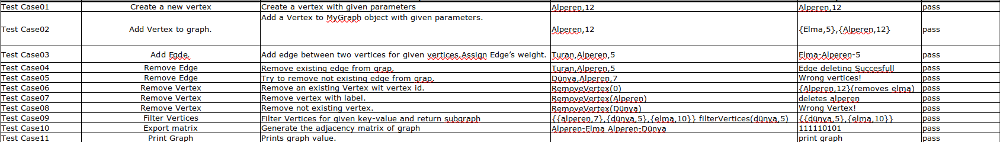 Test Case01 Create a new vertex Create a vertex with given parameters Alperen,12 Alperen,12 pass
Test Case02 Add Vertex to graph. Add a Vertex to MyGraph object with given parameters. Alperen,12 {Elma,5},{Alperen,12} pass
Test Case03 Add Egde. Add edge between two vertices for given vertices.Assign Edge’s weight. Turan,Alperen,5 Elma-Alperen-5 pass
Test Case04 Remove Edge Remove existing edge from grap. Turan,Alperen,5 Edge deleting Succesfull pass
Test Case05 Remove Edge Try to remove not existing edge from grap. Dünya,Alperen,7 Wrong vertices! pass
Test Case06 Remove Vertex Remove an existing Vertex wit vertex id. RemoveVertex(0) {Alperen,12}(removes elma) pass
Test Case07 Remove Vertex Remove vertex with label. RemoveVertex(Alperen) deletes alperen pass
Test Case08 Remove Vertex Remove not existing vertex. RemoveVertex(Dünya) Wrong Vertex! pass
Test Case09 Filter Vertices Filter Vertices for given key-value and return subgraph {{alperen,7},{dünya,5},{elma,10}} filterVertices(dünya,5) {{dünya,5},{elma,10}} pass
Test Case10 Export matrix Generate the adjacency matrix of graph Alperen-Elma Alperen-Dünya 111110101 pass
Test Case11 Print Graph Prints graph value. print graph pass